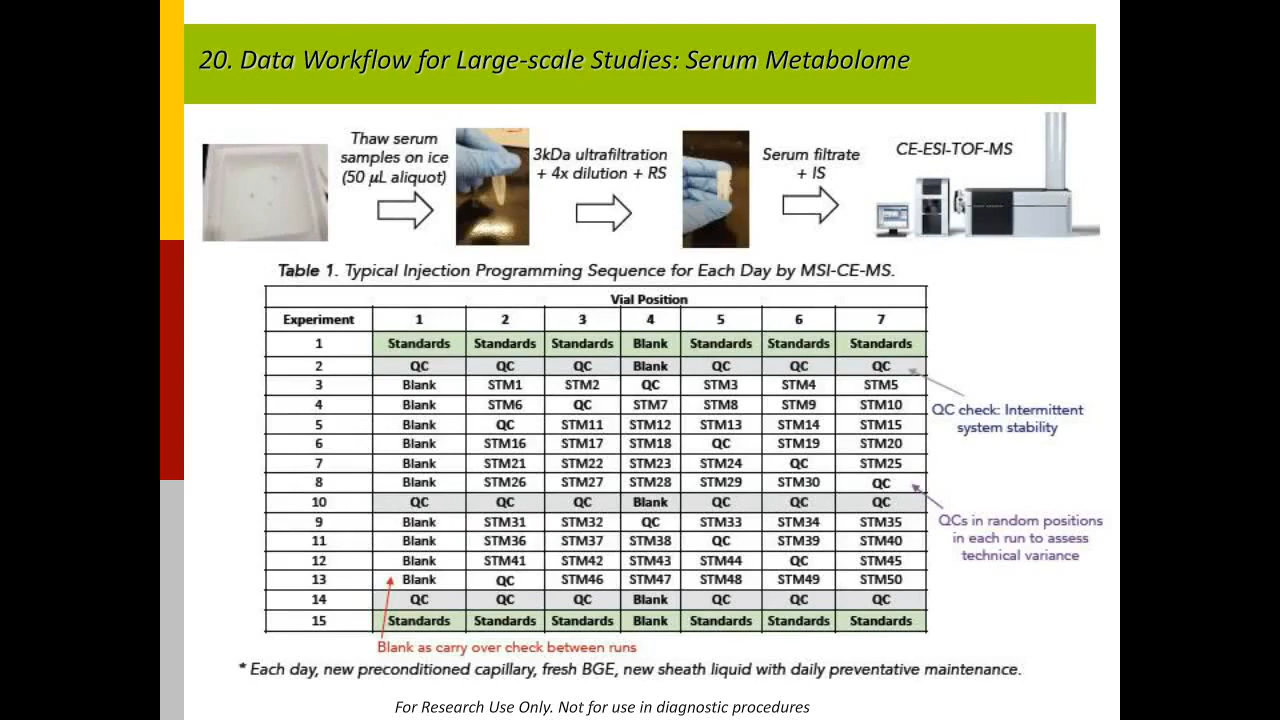 20. Data Workflow for Large-scale Studies: Serum Metabolome
Thaw serum
samples on ice
(50 µL aliquot)
3kDa ultrafiltration
+ 4x dilution + RS
Serum filtrate
+ IS
CE-ESI-TOF-MS
Table 1. Typical Injection Programming Sequence for Each Day by MSI-CE-MS.
Vial Position
Experiment 1 2 3 4 5 6 7
1 Standards Standards Standards Blank Standards Standards Standards
2 QC QC QC Blank QC QC QC
3 Blank STM1 STM2 QC STM3 STM4 STM5
4 Blank STM6 QC STM7 STM8 STM9 STM10
5 Blank QC STM11 STM12 STM13 STM14 STM15
6 Blank STM16 STM17 STM18 QC STM19 STM20
7 Blank STM21 STM22 STM23 STM24 QC STM25
8 Blank STM26 STM27 STM28 STM29 STM30 QC
10 QC QC QC Blank QC QC QC
9 Blank STM31 STM32 QC STM33 STM34 STM35
11 Blank STM36 STM37 STM38 QC STM39 STM40
12 Blank STM41 STM42 STM43 STM44 QC STM45
13 Blank QC STM46 STM47 STM48 STM49 STM50
14 QC QC QC Blank QC QC QC
15 Standards Standards Standards Blank Standards Standards Standards
QC check: Intermittent
system stability
QCs in random positions
in each run to assess
technical variance
Blank as carry over check between runs
* Each day, new preconditioned capillary, fresh BGE, new sheath liquid with daily preventative maintenance.
For Research Use Only. Not for use in diagnostic procedures